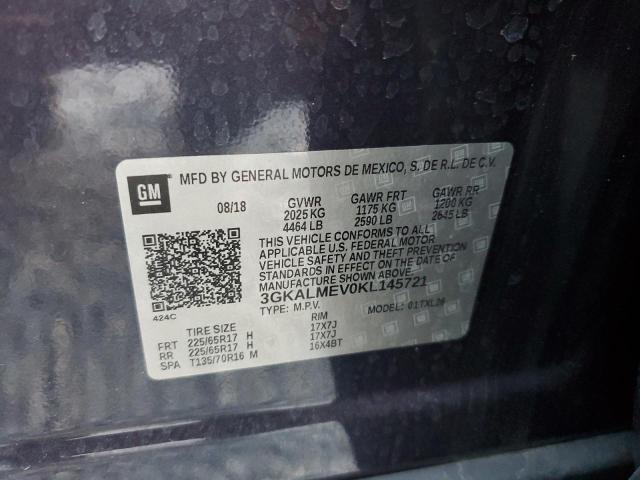 GM
MFD BY GENERAL MOTORS DE MEXICO, S. DE R.L. DE C.V.
08/18 GVWR GAWR FRT GAWR RR
2025 KG 1175 KG 1200 KG
4464 LB 2590 LB 2645 LB
THIS VEHICLE CONFORMS TO ALL
APPLICABLE U.S. FEDERAL MOTOR
VEHICLE SAFETY AND THEFT PREVENTION
STANDARDS IN EFFECT ON THE DATE OF
MANUFACTURE SHOWN ABOVE.
3GKALMEV0KL145721
TYPE: M.P.V. MODEL: 01TXL26
424C
TIRE SIZE RIM
FRT 225/65R17 H 17X7J
RR 225/65R17 H 17X7J
SPA T135/70R16 M 16X4BT